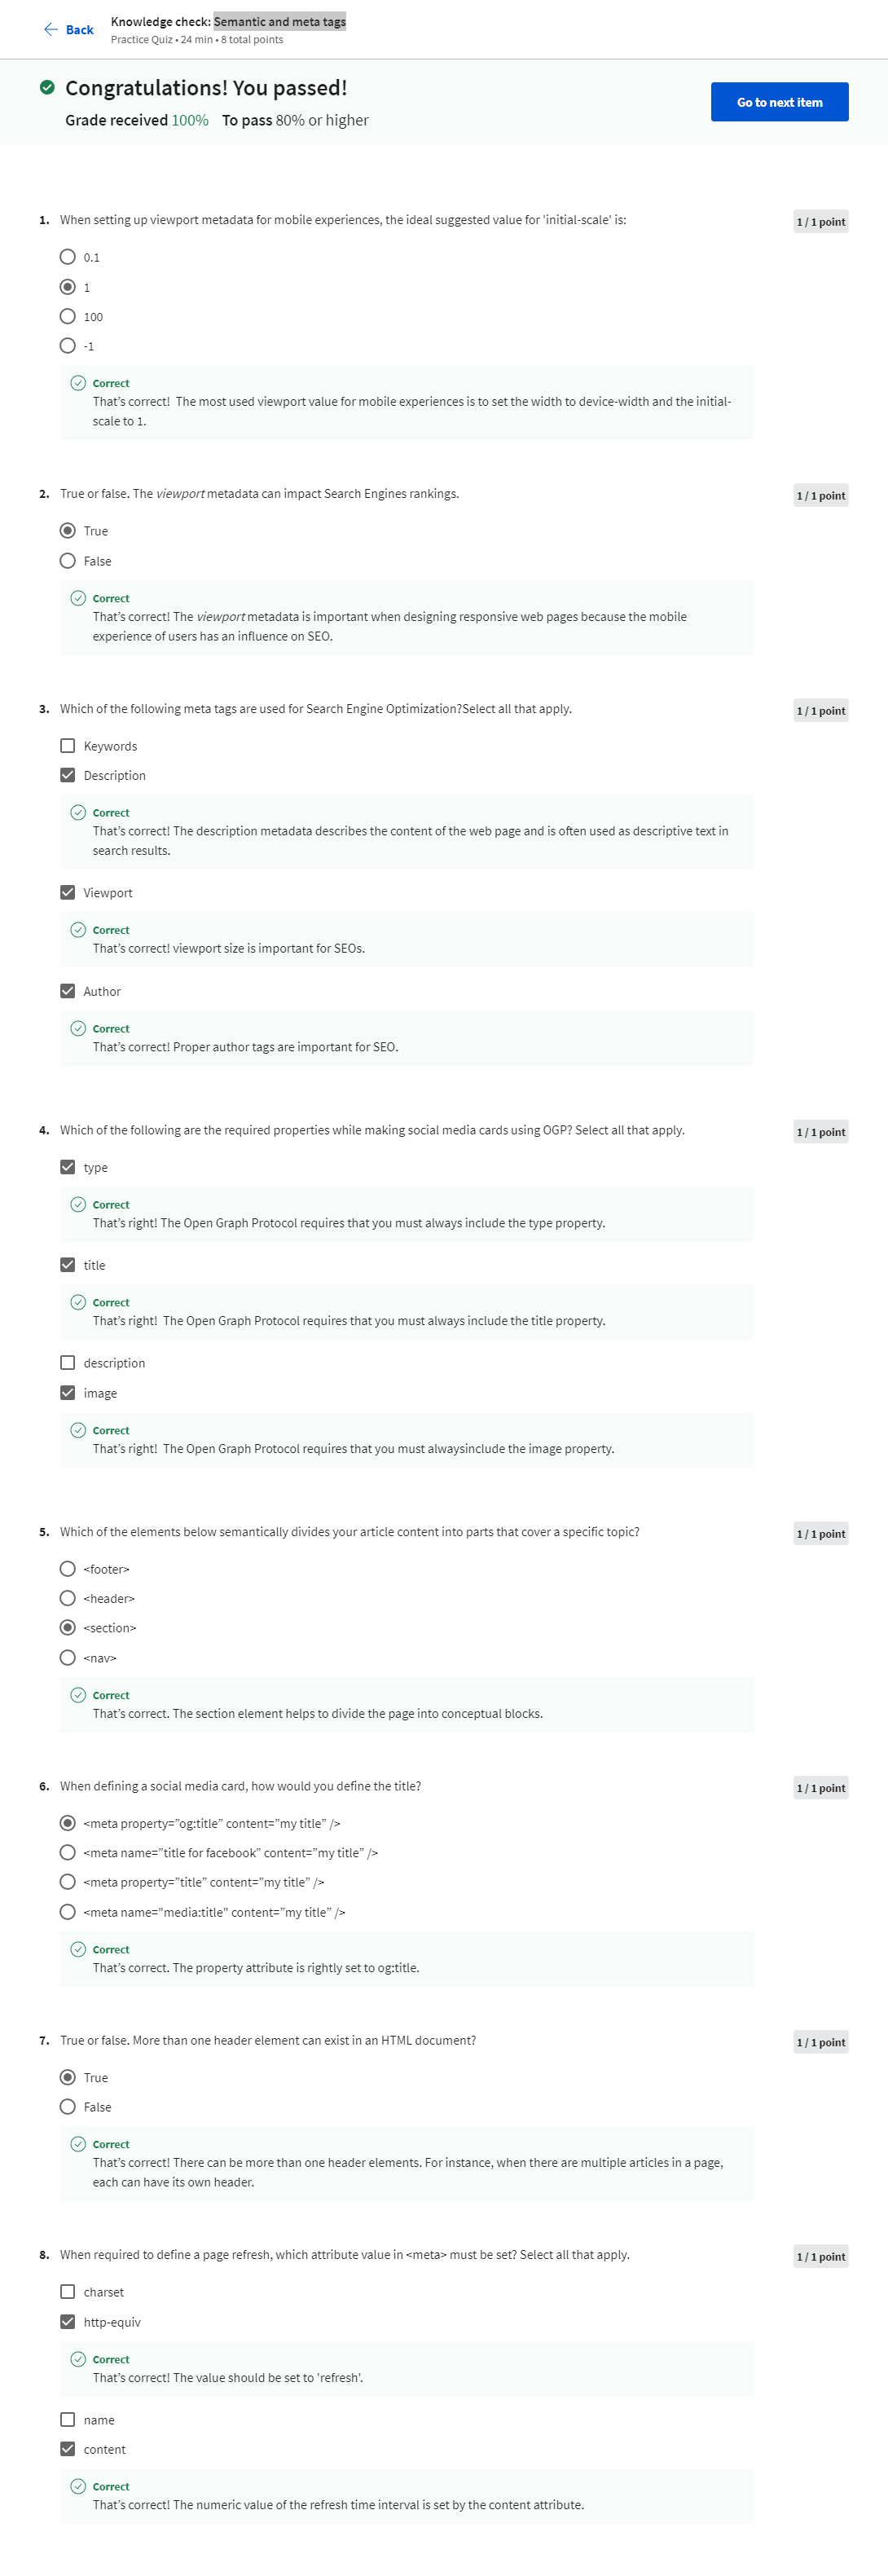 Back
Knowledge check: Semantic and meta tags
Practice Quiz • 24 min • 8 total points
Congratulations! You passed!
Grade received 100% To pass 80% or higher
Go to next item
1. When setting up viewport metadata for mobile experiences, the ideal suggested value for 'initial-scale' is:
1 / 1 point
0.1
1
100
-1
Correct
That's correct! The most used viewport value for mobile experiences is to set the width to device-width and the initial-
scale to 1.
2. True or false. The viewport metadata can impact Search Engines rankings.
1 / 1 point
True
False
Correct
That's correct! The viewport metadata is important when designing responsive web pages because the mobile
experience of users has an influence on SEO.
3. Which of the following meta tags are used for Search Engine Optimization?Select all that apply.
1 / 1 point
Keywords
Description
Correct
That's correct! The description metadata describes the content of the web page and is often used as descriptive text in
search results.
Viewport
Correct
That's correct! viewport size is important for SEOs.
Author
Correct
That's correct! Proper author tags are important for SEO.
4. Which of the following are the required properties while making social media cards using OGP? Select all that apply.
1 / 1 point
type
Correct
That's right! The Open Graph Protocol requires that you must always include the type property.
title
Correct
That's right! The Open Graph Protocol requires that you must always include the title property.
description
image
Correct
That's right! The Open Graph Protocol requires that you must alwaysinclude the image property.
5. Which of the elements below semantically divides your article content into parts that cover a specific topic?
1 / 1 point
<footer>
<header>
<section>
<nav>
Correct
That's correct. The section element helps to divide the page into conceptual blocks.
6. When defining a social media card, how would you define the title?
1 / 1 point
<meta property=”og:title” content=”my title” />
<meta name=”title for facebook” content=”my title” />
<meta property=”title” content=”my title” />
<meta name="media:title" content=”my title” />
Correct
That's correct. The property attribute is rightly set to og:title.
7. True or false. More than one header element can exist in an HTML document?
1 / 1 point
True
False
Correct
That's correct! There can be more than one header elements. For instance, when there are multiple articles in a page,
each can have its own header.
8. When required to define a page refresh, which attribute value in <meta> must be set? Select all that apply.
1 / 1 point
charset
http-equiv
Correct
That's correct! The value should be set to 'refresh'.
name
content
Correct
That's correct! The numeric value of the refresh time interval is set by the content attribute.